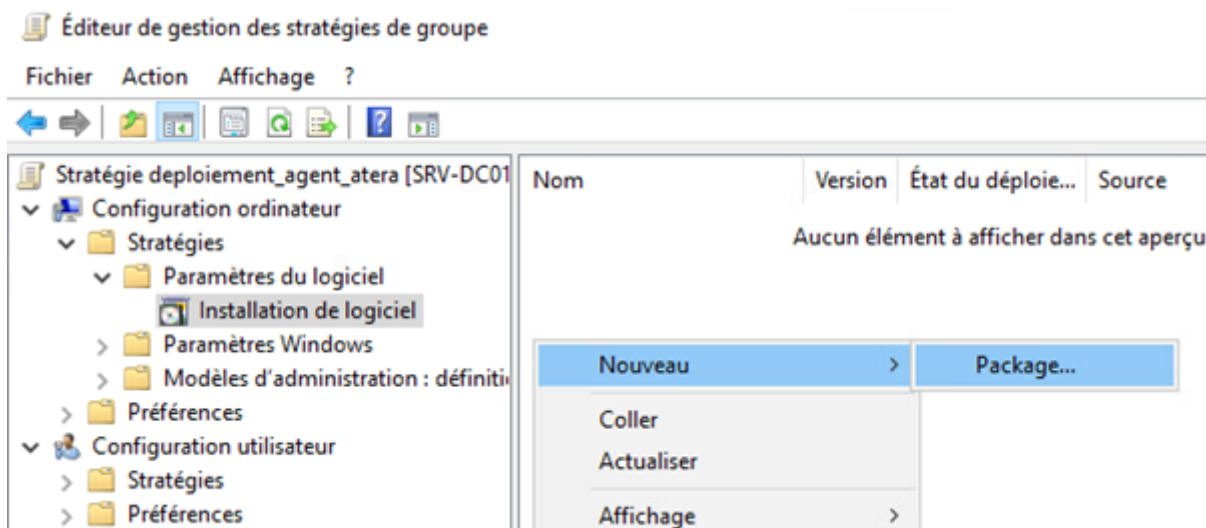 Éditeur de gestion des stratégies de groupe
Fichier Action Affichage ?
Stratégie deploiement_agent_atera [SRV-DC01
Configuration ordinateur
Stratégies
Paramètres du logiciel
Installation de logiciel
Paramètres Windows
Modèles d'administration : définiti
Préférences
Configuration utilisateur
Stratégies
Préférences
Nom Version État du déploie... Source
Aucun élément à afficher dans cet aperçu
Nouveau > Package...
Coller
Actualiser
Affichage >